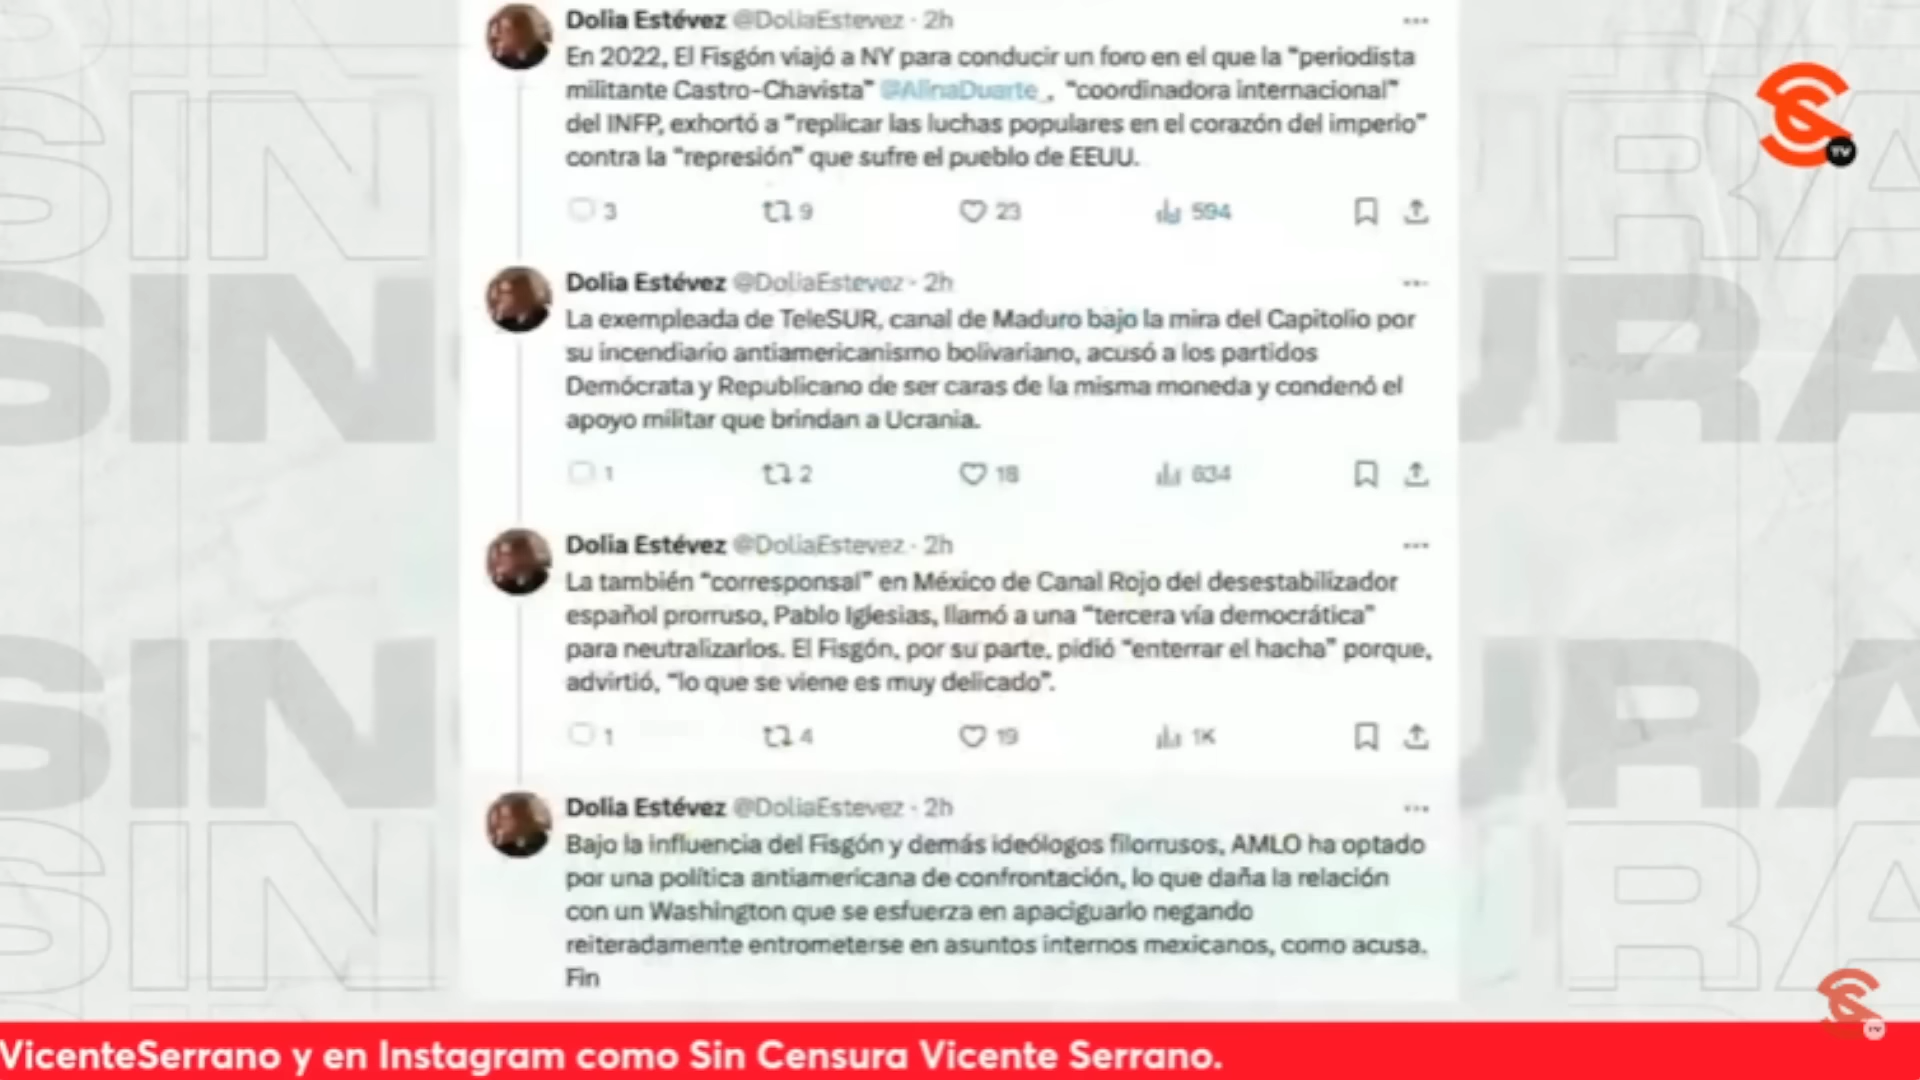 Dolia Estévez @DoliaEstevez · 2h
En 2022, El Fisgón viajó a NY para conducir un foro en el que la "periodista
militante Castro-Chavista" @AlinaDuarte_, "coordinadora internacional"
del INFP, exhortó a "replicar las luchas populares en el corazón del imperio"
contra la "represión" que sufre el pueblo de EEUU.
3 9 23 594
Dolia Estévez @DoliaEstevez · 2h
La exempleada de TeleSUR, canal de Maduro bajo la mira del Capitolio por
su incendiario antiamericanismo bolivariano, acusó a los partidos
Demócrata y Republicano de ser caras de la misma moneda y condenó el
apoyo militar que brindan a Ucrania.
1 2 18 634
Dolia Estévez @DoliaEstevez · 2h
La también "corresponsal" en México de Canal Rojo del desestabilizador
español prorruso, Pablo Iglesias, llamó a una "tercera vía democrática"
para neutralizarlos. El Fisgón, por su parte, pidió "enterrar el hacha" porque,
advirtió, "lo que se viene es muy delicado".
1 4 19 1K
Dolia Estévez @DoliaEstevez · 2h
Bajo la influencia del Fisgón y demás ideólogos filorrusos, AMLO ha optado
por una política antiamericana de confrontación, lo que daña la relación
con un Washington que se esfuerza en apaciguarlo negando
reiteradamente entrometerse en asuntos internos mexicanos, como acusa.
Fin
SIN
SIN
SIN
SIN
RA
URA
URA
RA
TV
TV
VicenteSerrano y en Instagram como Sin Censura Vicente Serrano.